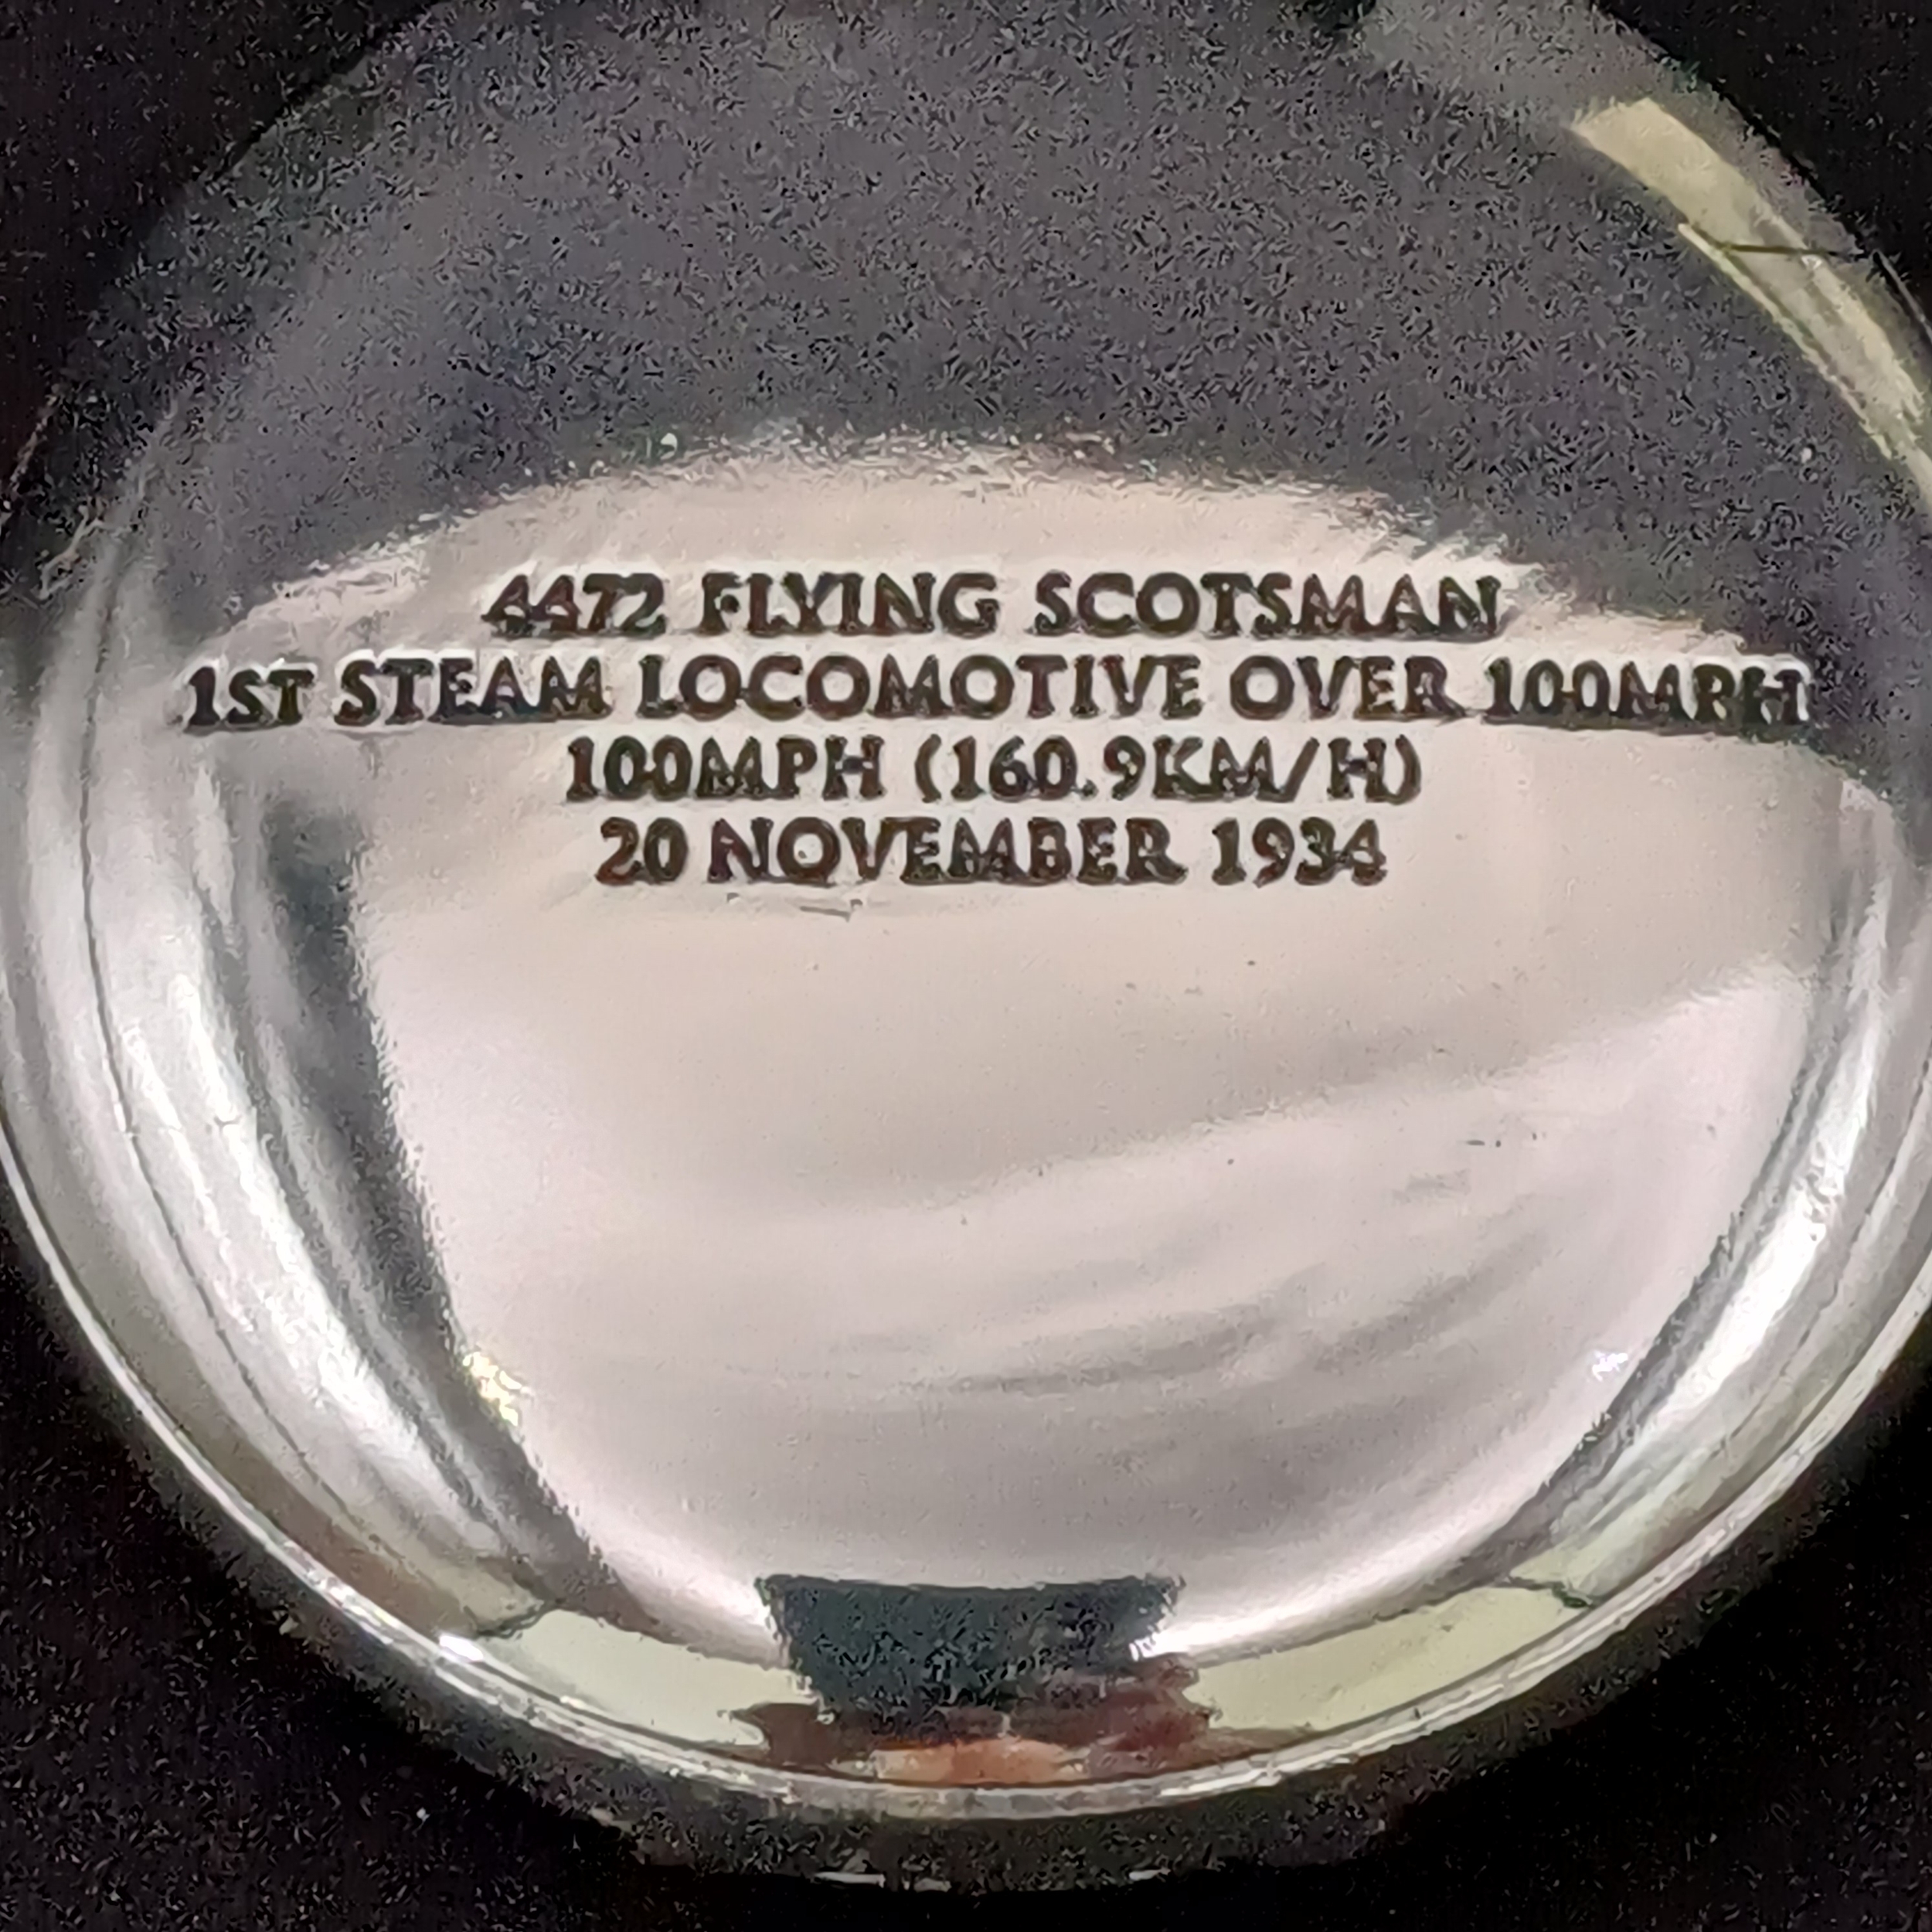 4472 FLYING SCOTSMAN
1ST STEAM LOCOMOTIVE OVER 100MPH
100MPH (160.9KM/H)
20 NOVEMBER 1934